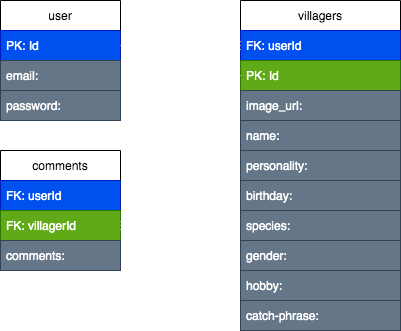 user
PK: Id
email:
password:
comments
FK: userId
FK: villagerId
comments:
villagers
FK: userId
PK: Id
image_url:
name:
personality:
birthday:
species:
gender:
hobby:
catch-phrase: